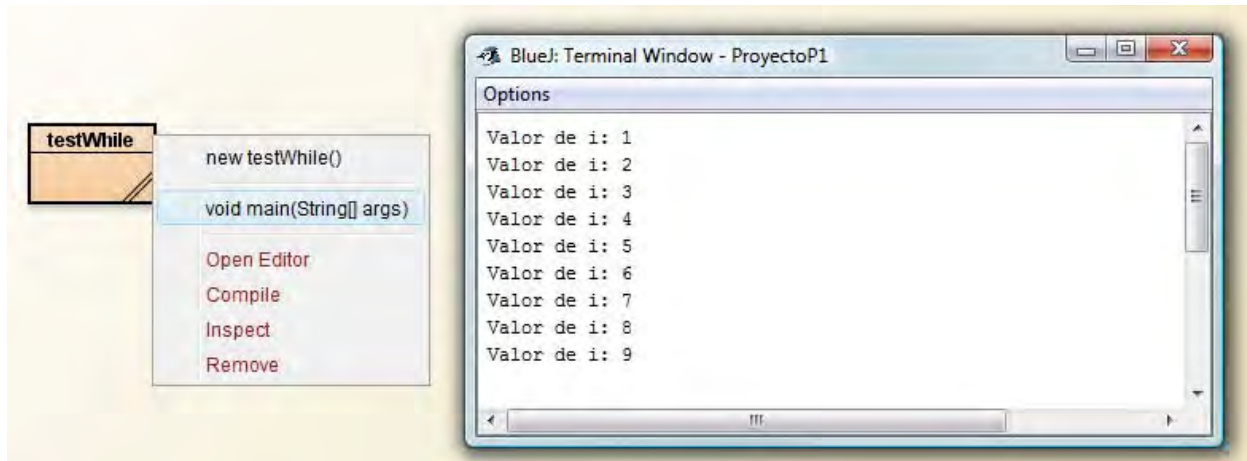 testWhile
new testWhile()
void main(String[] args)
Open Editor
Compile
Inspect
Remove
BlueJ: Terminal Window - ProyectoP1
Options
Valor de i: 1
Valor de i: 2
Valor de i: 3
Valor de i: 4
Valor de i: 5
Valor de i: 6
Valor de i: 7
Valor de i: 8
Valor de i: 9